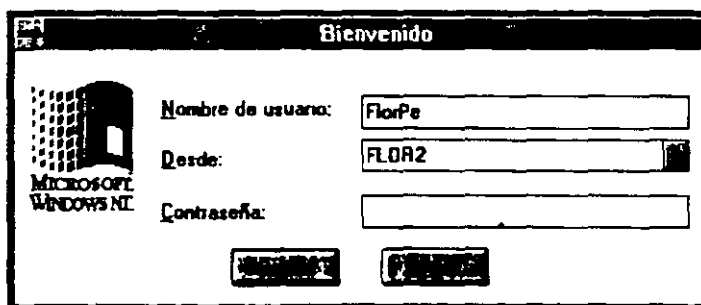 Bienvenido
Nombre de usuario: FlorPe
Desde: FLOR2
MICROSOFT
WINDOWS NT
Contraseña: